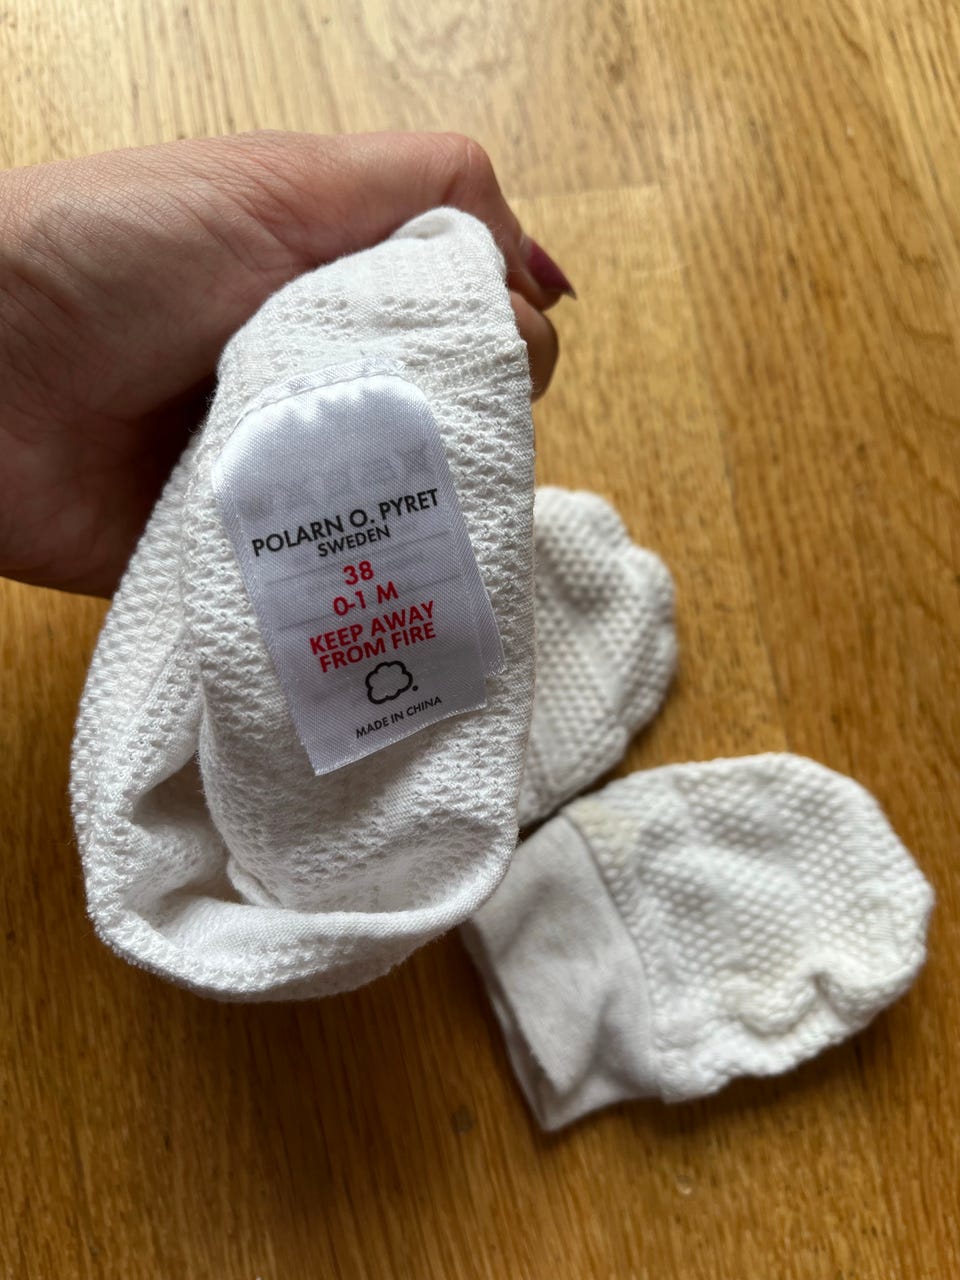 POLARN O. PYRET
SWEDEN
38
0-1 M
KEEP AWAY
FROM FIRE
MADE IN CHINA